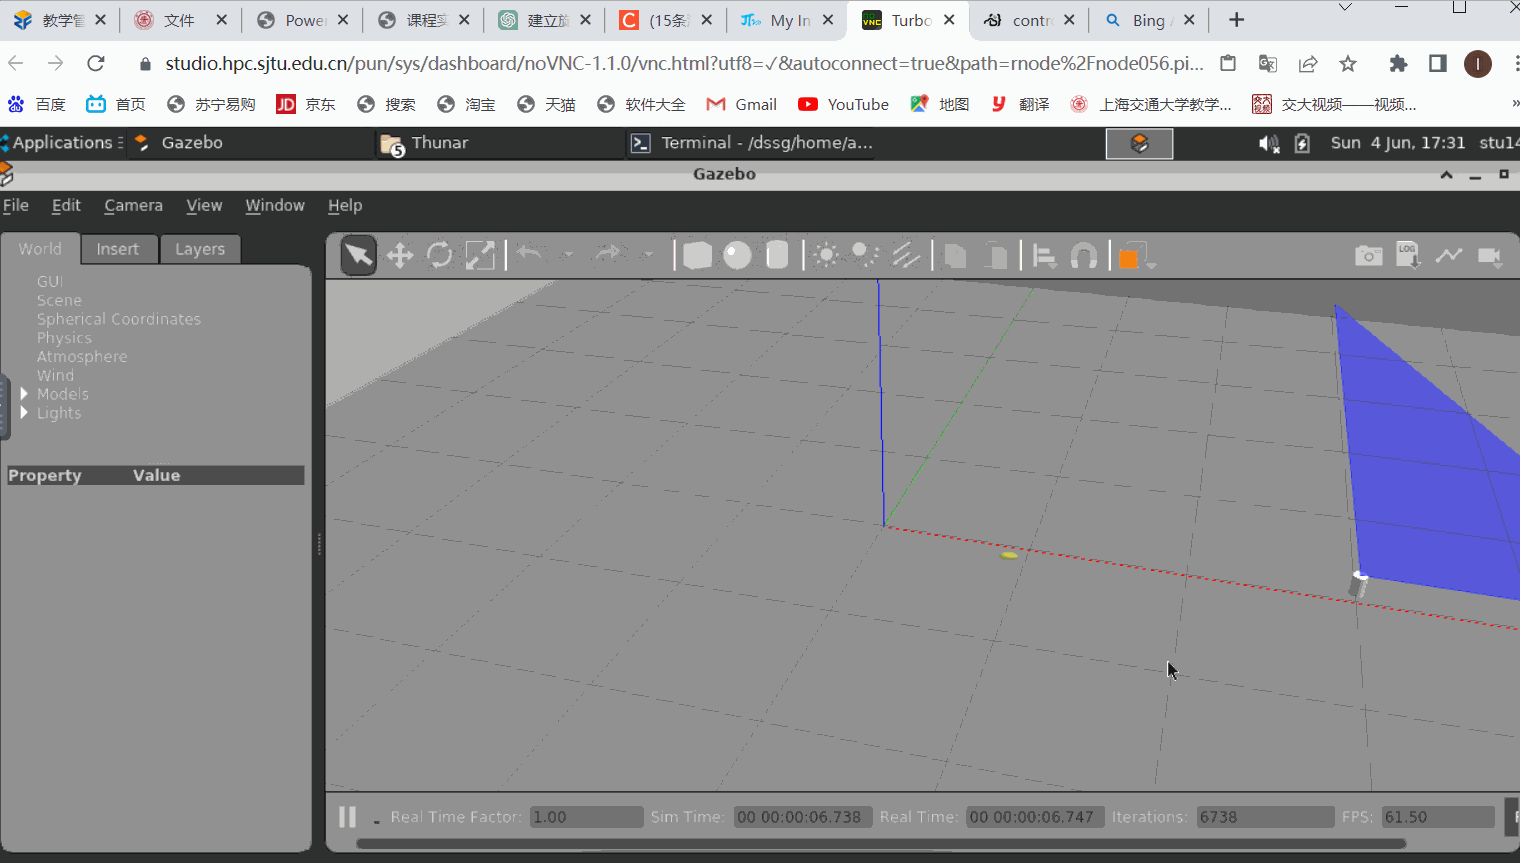 教学管 文件 Power 课程实 建立旋 (15条 My In Turbo contr Bing
studio.hpc.sjtu.edu.cn/pun/sys/dashboard/noVNC-1.1.0/vnc.html?utf8=✓&autoconnect=true&path=rnode%2Fnode056.pi...
百度 首页 苏宁易购 京东 搜索 淘宝 天猫 软件大全 Gmail YouTube 地图 翻译 上海交通大学教学... 交大视频——视频...
Applications Gazebo Thunar Terminal - /dssg/home/a... Sun 4 Jun, 17:31 stu14
Gazebo
File Edit Camera View Window Help
World Insert Layers
LOG
GUI
Scene
Spherical Coordinates
Physics
Atmosphere
Wind
Models
Lights
Property Value
Real Time Factor: 1.00 Sim Time: 00 00:00:06.738 Real Time: 00 00:00:06.747 Iterations: 6738 FPS: 61.50